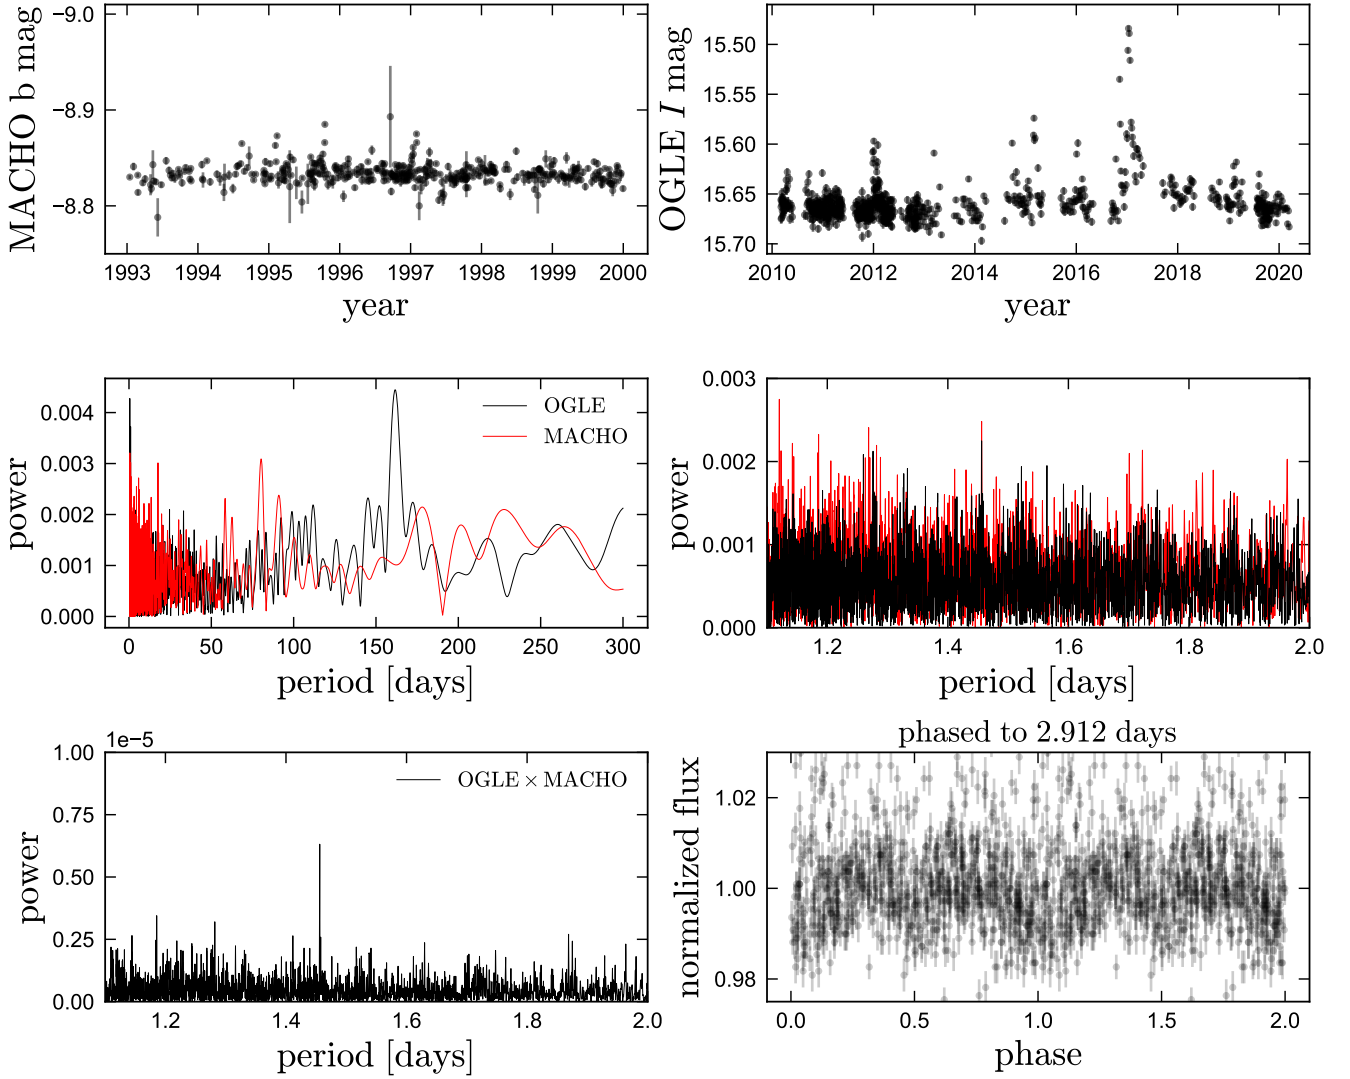 MACHO b mag
−9.0
−8.9
−8.8
1993 1994 1995 1996 1997 1998 1999 2000
year
OGLE I mag
15.50
15.55
15.60
15.65
15.70
2010 2012 2014 2016 2018 2020
year
power
0.004
0.003
0.002
0.001
0.000
OGLE
MACHO
0 50 100 150 200 250 300
period [days]
power
0.003
0.002
0.001
0.000
1.2 1.4 1.6 1.8 2.0
period [days]
1e−5
power
1.00
0.75
0.50
0.25
0.00
OGLE × MACHO
1.2 1.4 1.6 1.8 2.0
period [days]
phased to 2.912 days
normalized flux
1.02
1.00
0.98
0.0 0.5 1.0 1.5 2.0
phase